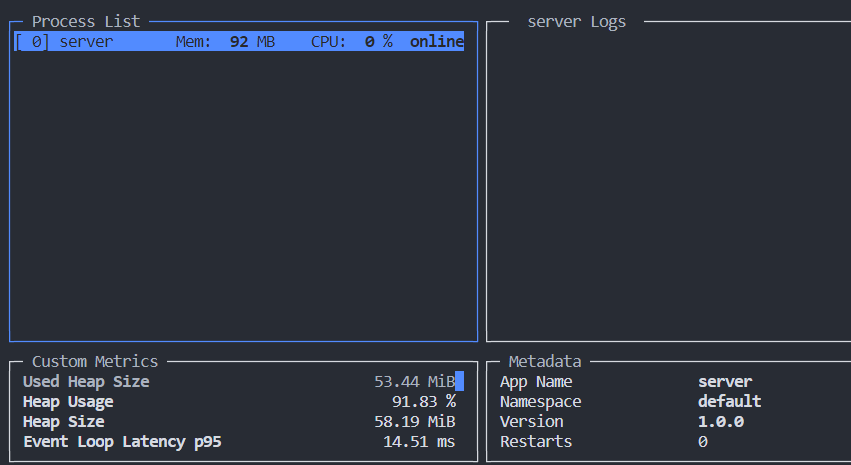 Process List
[ 0] server Mem: 92 MB CPU: 0 % online
server Logs
Custom Metrics
Used Heap Size 53.44 MiB
Heap Usage 91.83 %
Heap Size 58.19 MiB
Event Loop Latency p95 14.51 ms
Metadata
App Name server
Namespace default
Version 1.0.0
Restarts 0